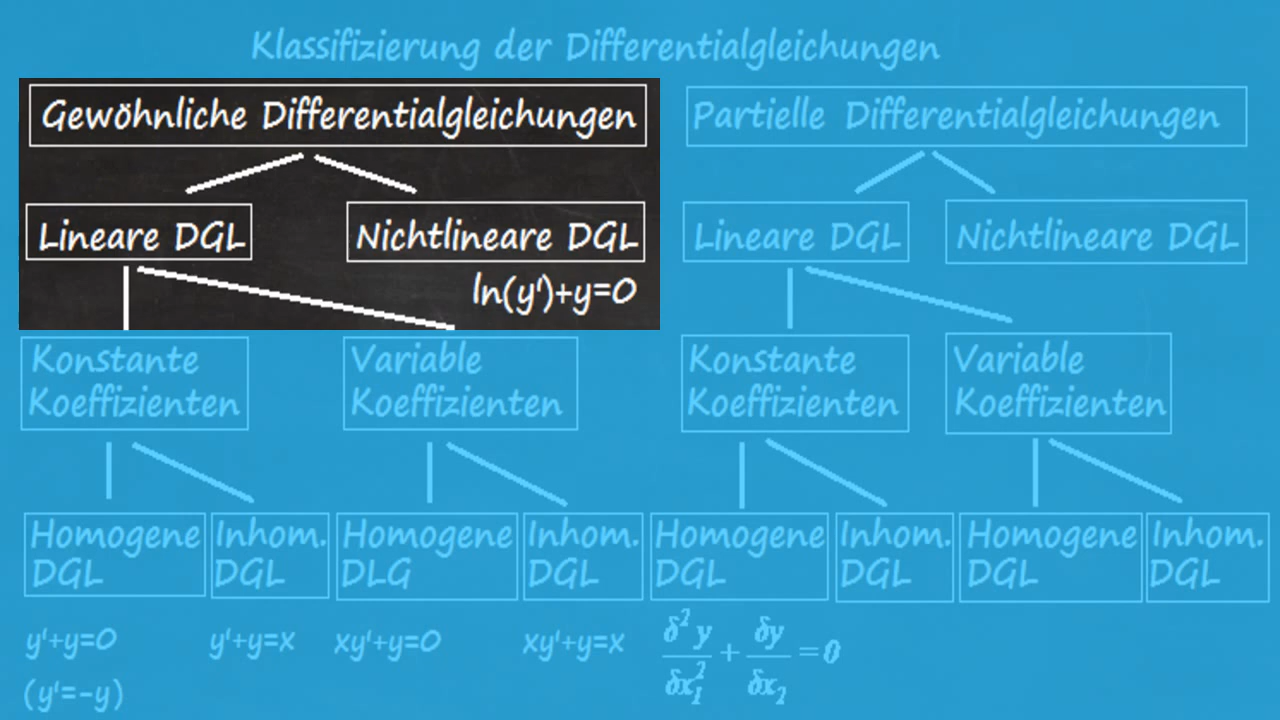 Klassifizierung der Differentialgleichungen
Gewöhnliche Differentialgleichungen
Partielle Differentialgleichungen
Lineare DGL
Nichtlineare DGL
Lineare DGL
Nichtlineare DGL
ln(y')+y=0
Konstante
Koeffizienten
Variable
Koeffizienten
Konstante
Koeffizienten
Variable
Koeffizienten
Homogene
DGL
Inhom.
DGL
Homogene
DLG
Inhom.
DGL
Homogene
DGL
Inhom.
DGL
Homogene
DGL
Inhom.
DGL
y'+y=0
(y'=-y)
y'+y=x
xy'+y=0
xy'+y=x
δ²y/δx₁² + δy/δx₂ = 0